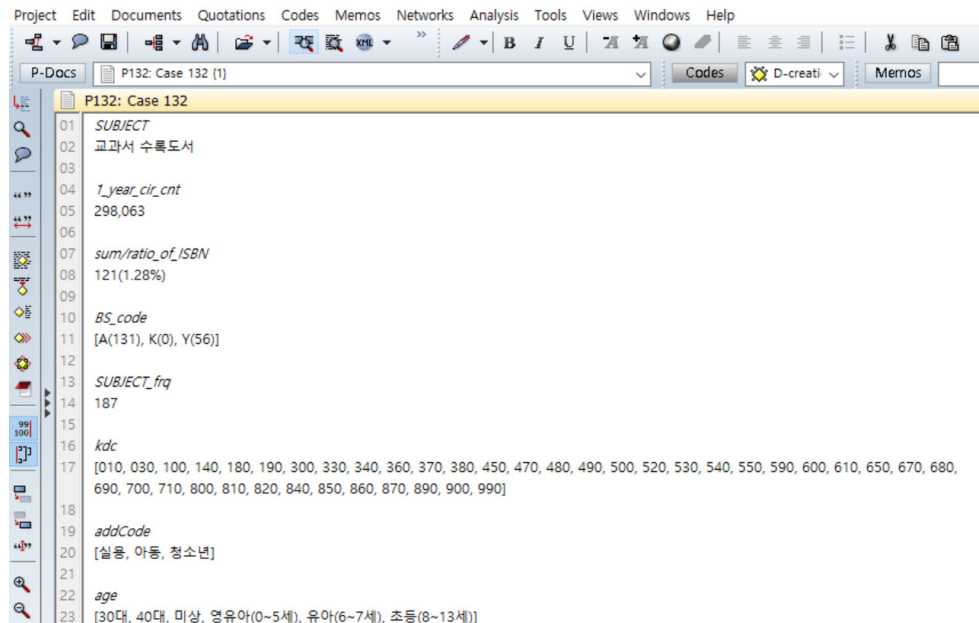 Project Edit Documents Quotations Codes Memos Networks Analysis Tools Views Windows Help
XML » B I U A A
P-Docs P132: Case 132 {1} Codes D-creati Memos
P132: Case 132
01 SUBJECT
02 교과서 수록도서
03
04 1_year_cir_cnt
05 298,063
06
07 sum/ratio_of_ISBN
08 121(1.28%)
09
10 BS_code
11 [A(131), K(0), Y(56)]
12
13 SUBJECT_frq
14 187
15
16 kdc
17 [010, 030, 100, 140, 180, 190, 300, 330, 340, 360, 370, 380, 450, 470, 480, 490, 500, 520, 530, 540, 550, 590, 600, 610, 650, 670, 680,
690, 700, 710, 800, 810, 820, 840, 850, 860, 870, 890, 900, 990]
18
19 addCode
20 [실용, 아동, 청소년]
21
22 age
23 [30대, 40대, 미상, 영유아(0~5세), 유아(6~7세), 초등(8~13세)]
99
100